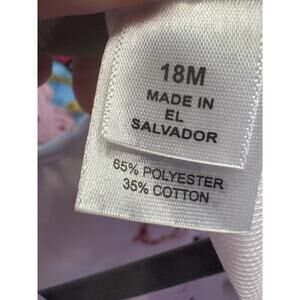 18M
MADE IN
EL
SALVADOR
65% POLYESTER
35% COTTON